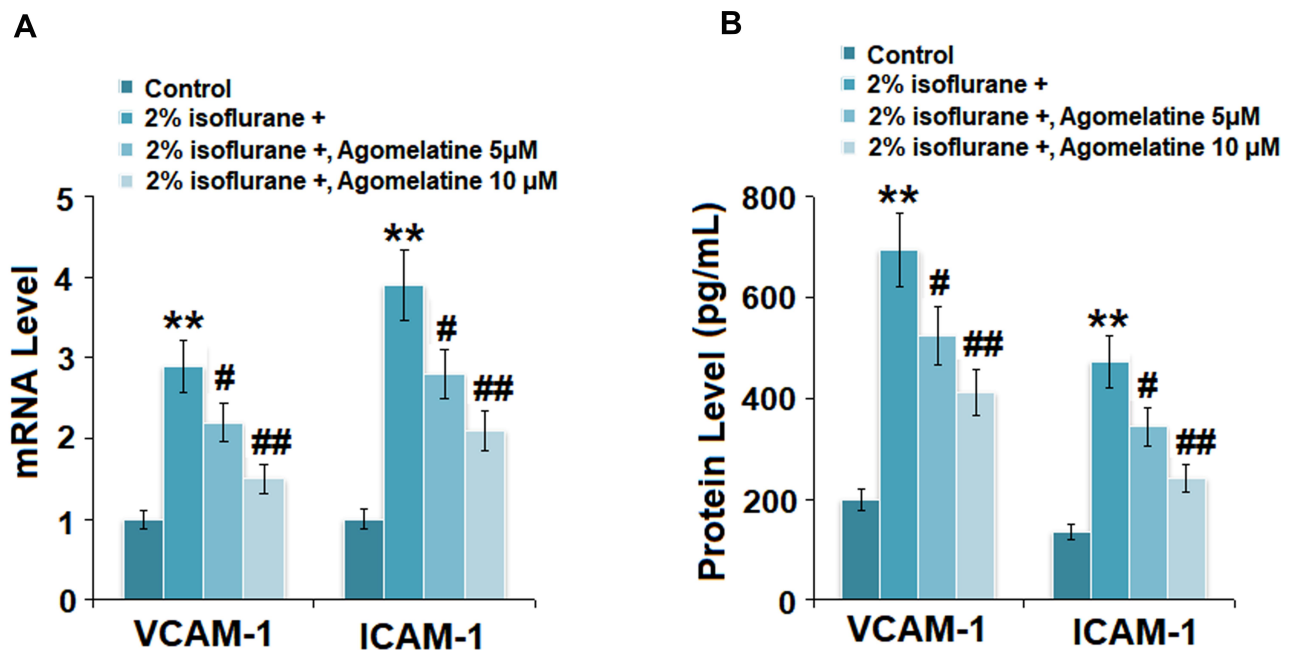 A
Control
2% isoflurane +
2% isoflurane +, Agomelatine 5μM
2% isoflurane +, Agomelatine 10 μM
mRNA Level
5
4
3
2
1
0
**
#
##
**
#
##
VCAM-1
ICAM-1
B
Control
2% isoflurane +
2% isoflurane +, Agomelatine 5μM
2% isoflurane +, Agomelatine 10 μM
Protein Level (pg/mL)
800
600
400
200
0
**
#
##
**
#
##
VCAM-1
ICAM-1